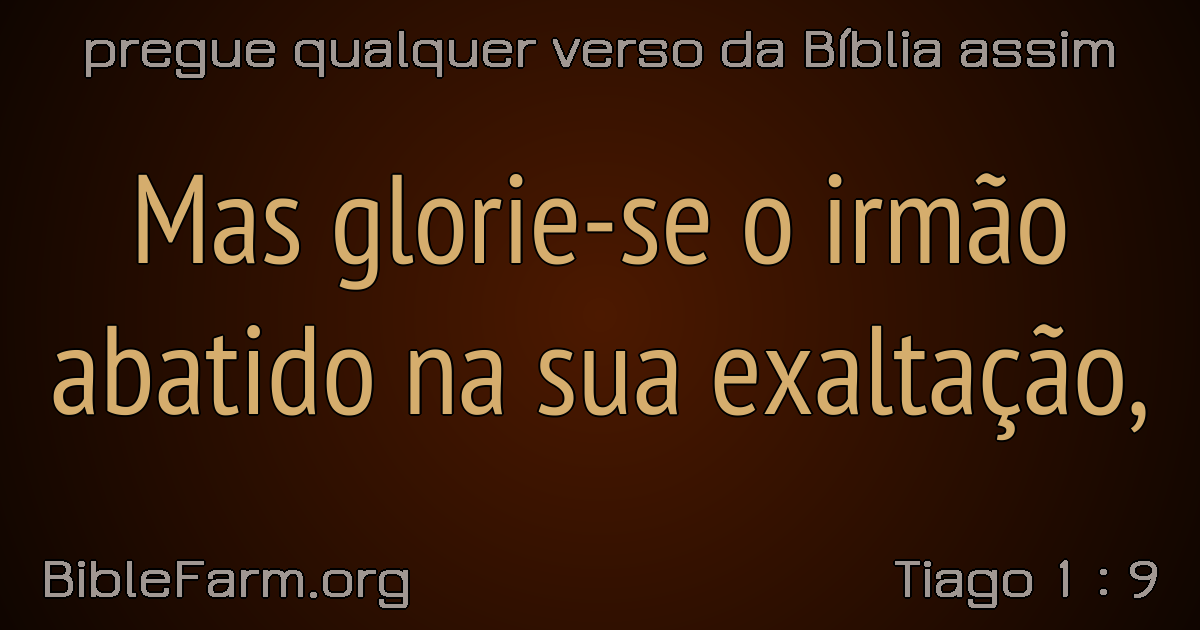 pregue qualquer verso da Bíblia assim
Mas glorie-se o irmão
abatido na sua exaltação,
BibleFarm.org
Tiago 1 : 9